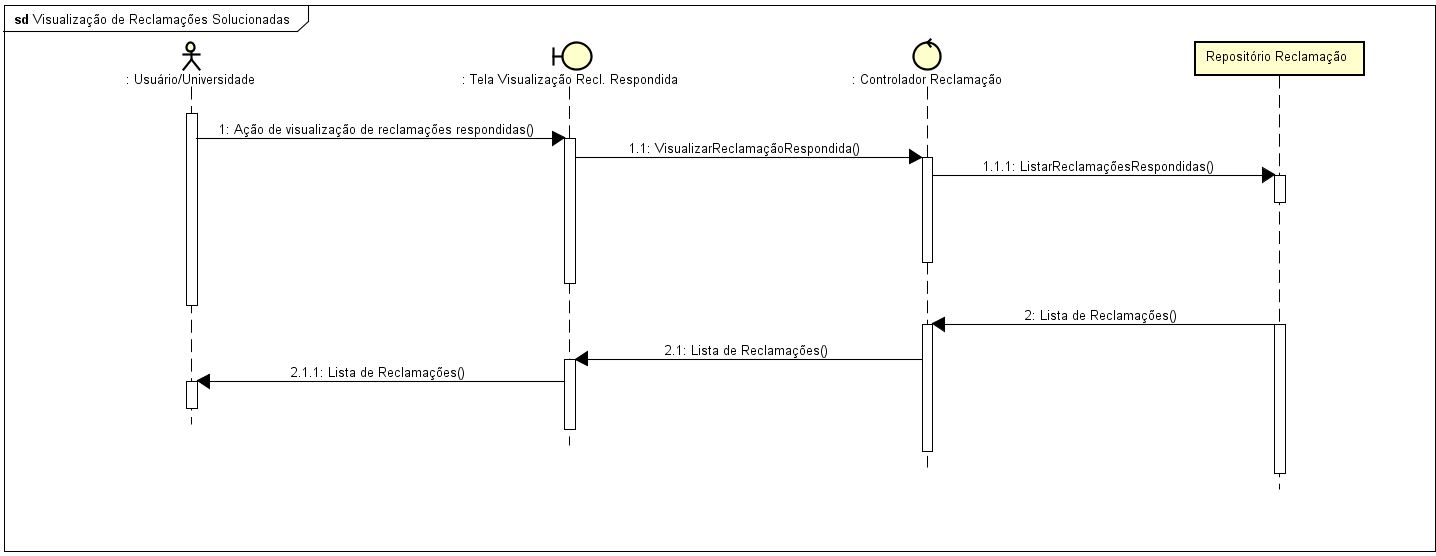 sd Visualização de Reclamações Solucionadas
: Usuário/Universidade
: Tela Visualização Recl. Respondida
: Controlador Reclamação
Repositório Reclamação
1: Ação de visualização de reclamações respondidas()
1.1: VisualizarReclamaçãoRespondida()
1.1.1: ListarReclamaçõesRespondidas()
2: Lista de Reclamações()
2.1: Lista de Reclamações()
2.1.1: Lista de Reclamações()